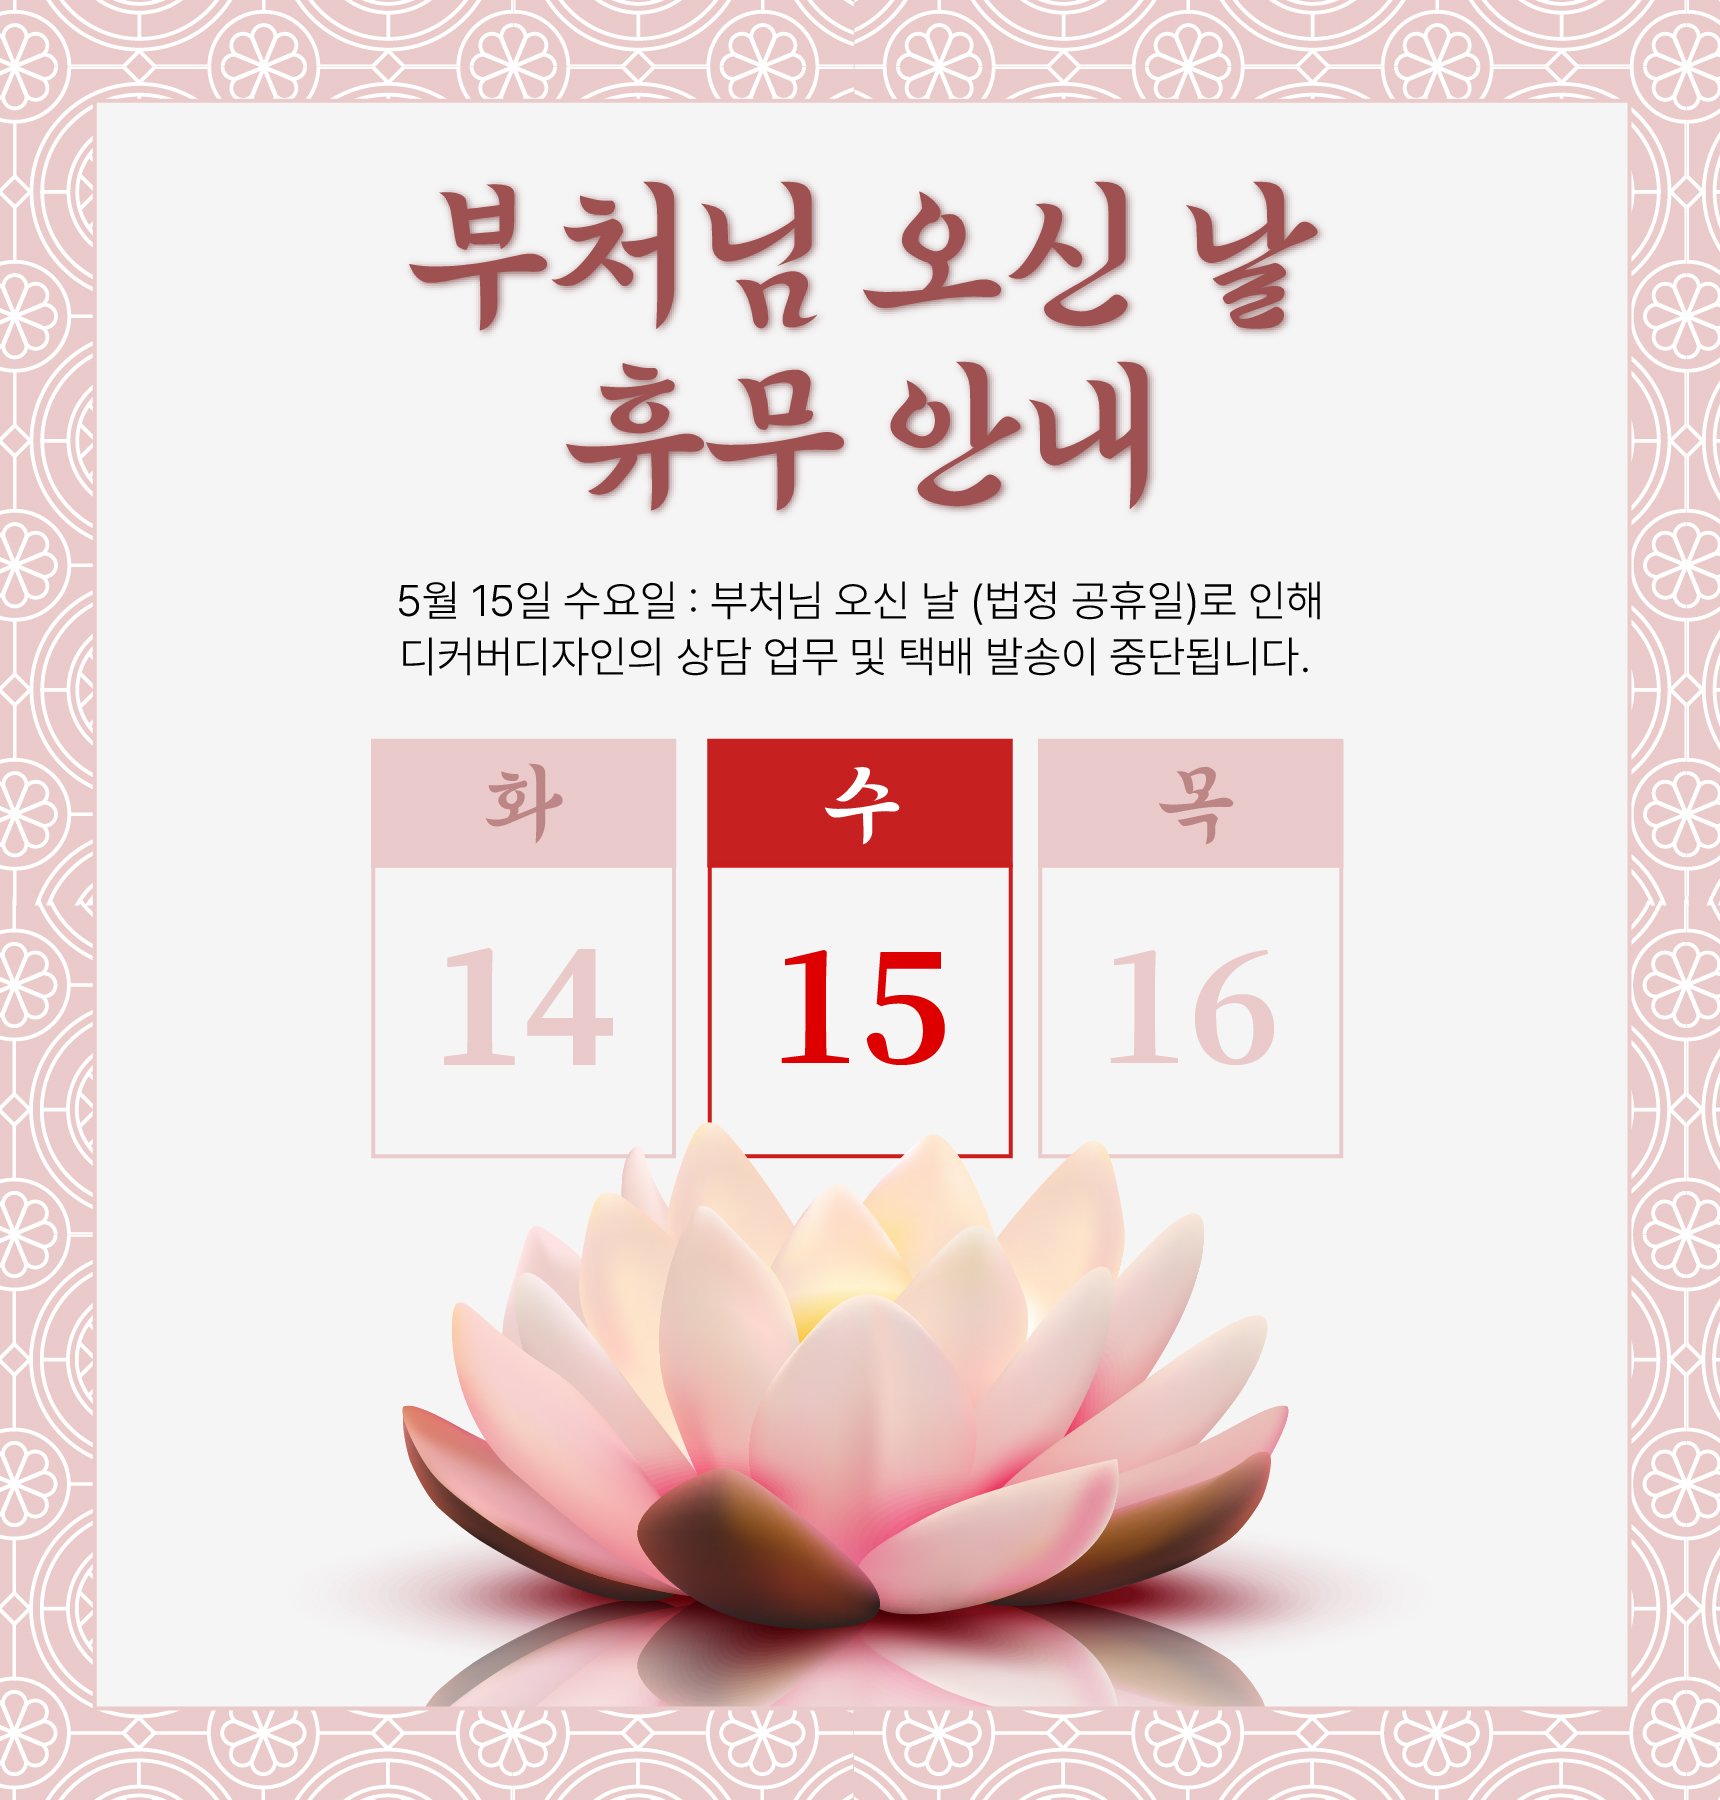 부처님 오신 날
휴무 안내
5월 15일 수요일 : 부처님 오신 날 (법정 공휴일)로 인해
디커버디자인의 상담 업무 및 택배 발송이 중단됩니다.
화 수 목
14 15 16